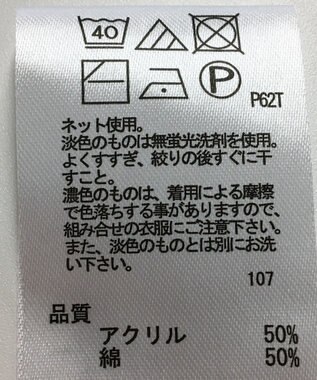 40
P
P62T
ネット使用。
淡色のものは無蛍光洗剤を使用。
よくすすぎ、絞りの後すぐに干
すこと。
濃色のものは、着用による摩擦
で色落ちする事がありますので、
組み合せの衣服にご注意下さい。
また、淡色のものとは別にお洗
い下さい。
107
品質
アクリル 50%
綿 50%